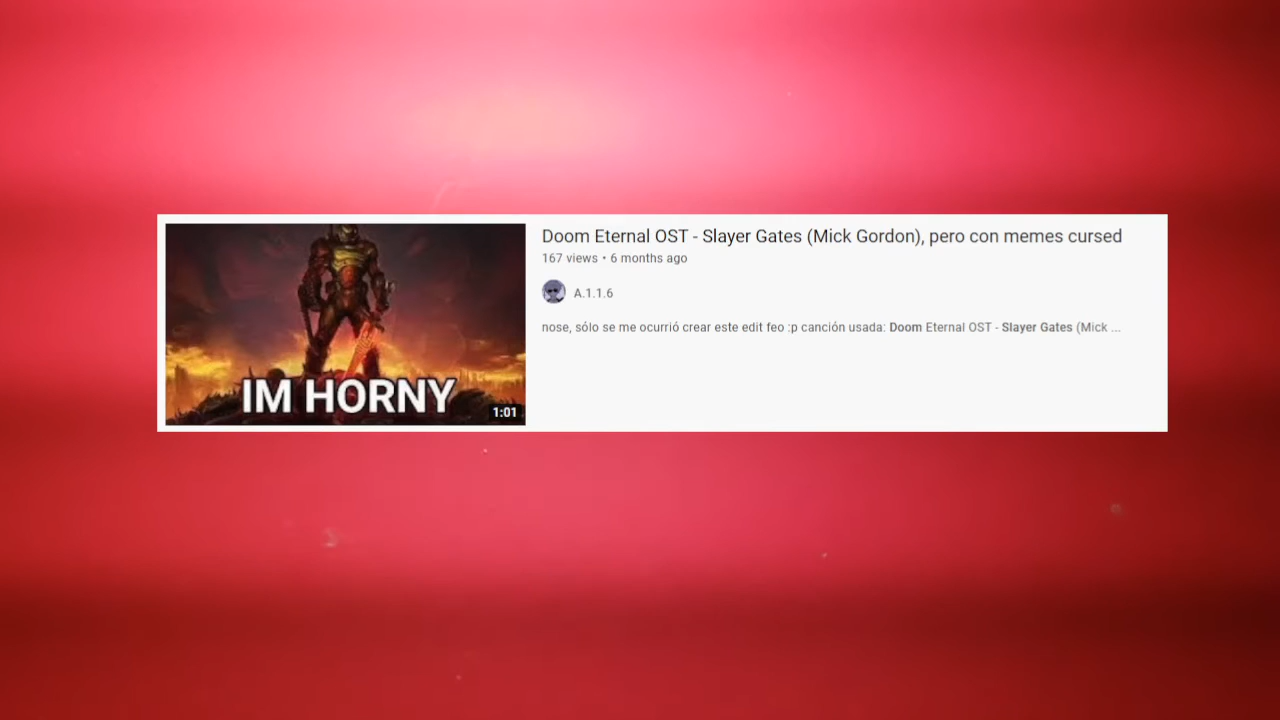 Doom Eternal OST - Slayer Gates (Mick Gordon), pero con memes cursed
167 views • 6 months ago
A.1.1.6
nose, sólo se me ocurrió crear este edit feo :p canción usada: Doom Eternal OST - Slayer Gates (Mick ...
IM HORNY
1:01